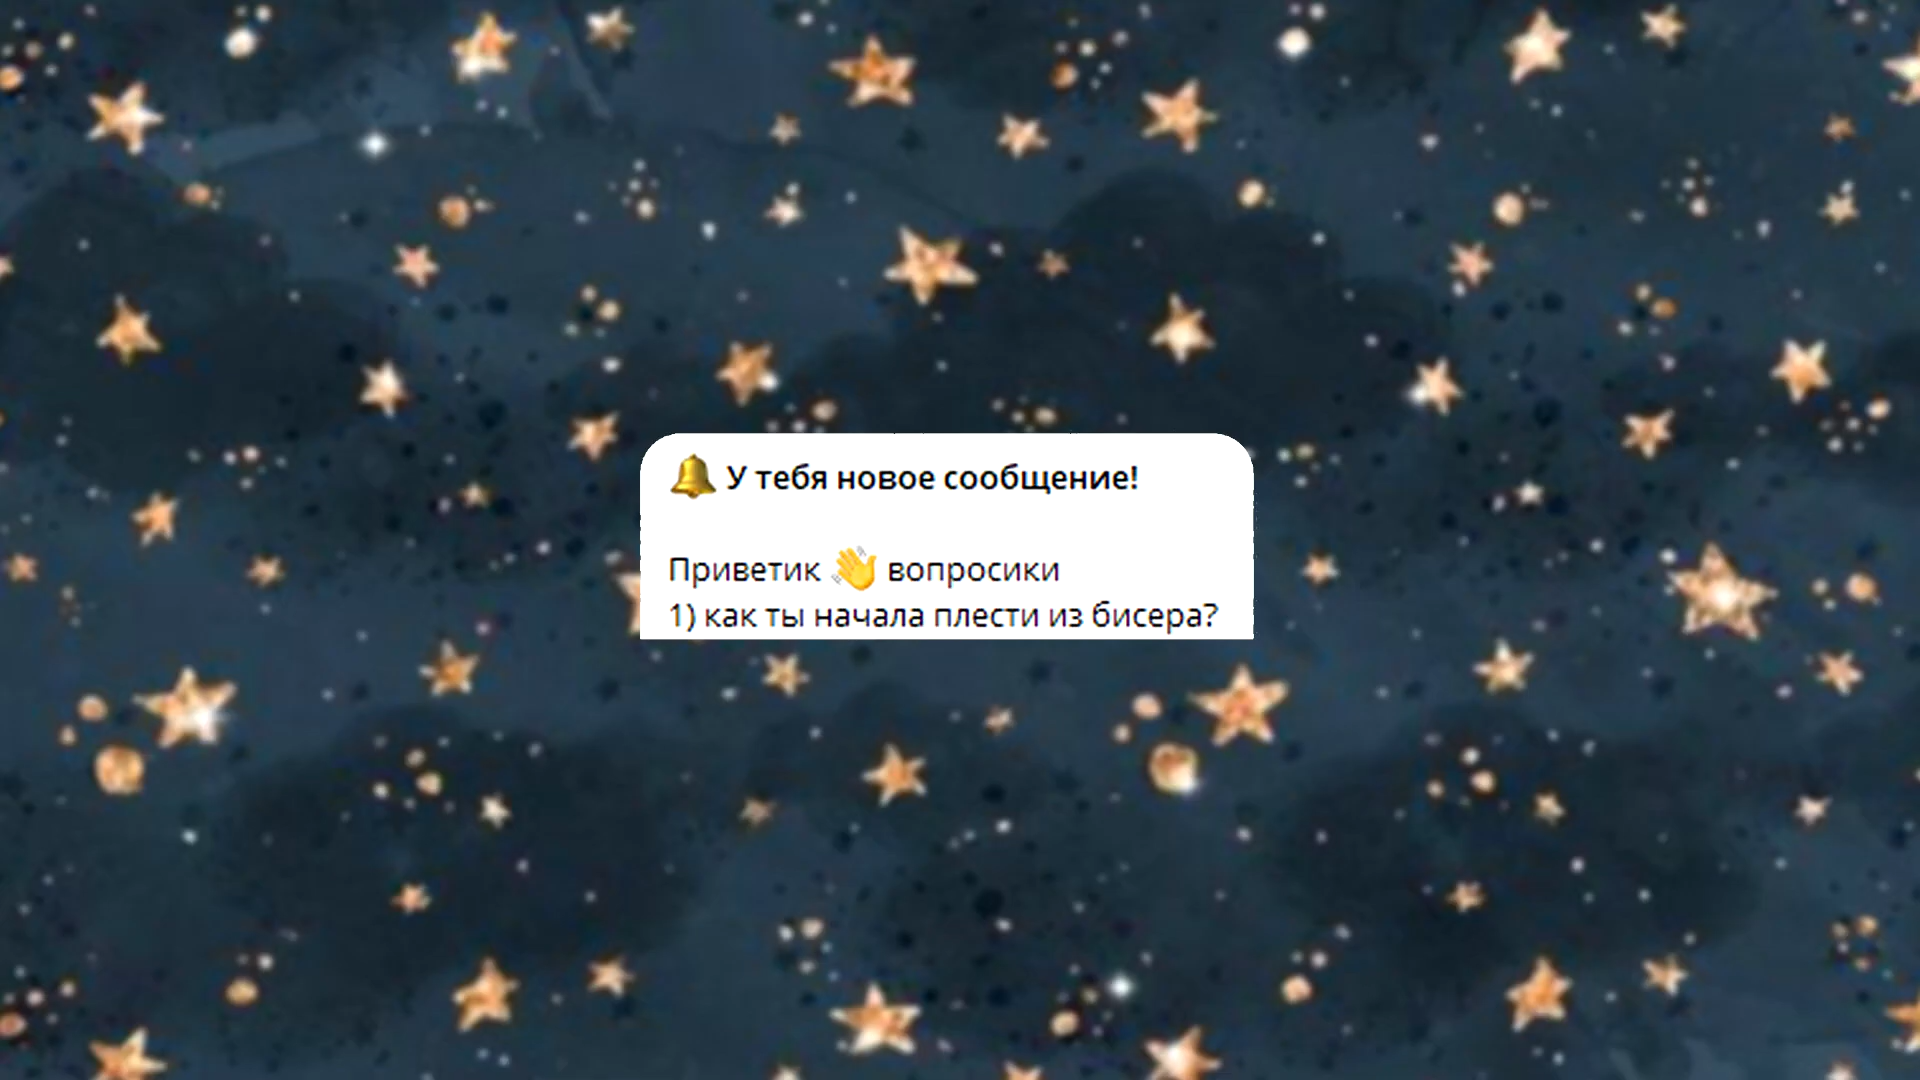 🔔 У тебя новое сообщение!
Приветик 👋 вопросики
1) как ты начала плести из бисера?